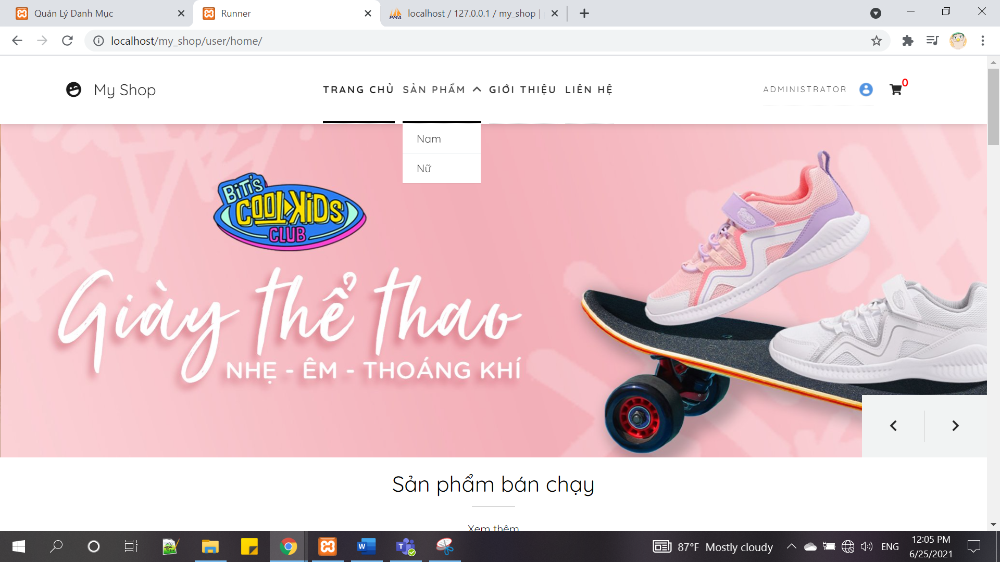 Quản Lý Danh Mục
Runner
localhost / 127.0.0.1 / my_shop |
localhost/my_shop/user/home/
My Shop
TRANG CHỦ SẢN PHẨM GIỚI THIỆU LIÊN HỆ
ADMINISTRATOR
0
Nam
Nữ
BiTi's
COOLKIDS
CLUB
Giày thể thao
NHẸ - ÊM - THOÁNG KHÍ
Sản phẩm bán chạy
Xem thêm
87°F Mostly cloudy
ENG
12:05 PM
6/25/2021